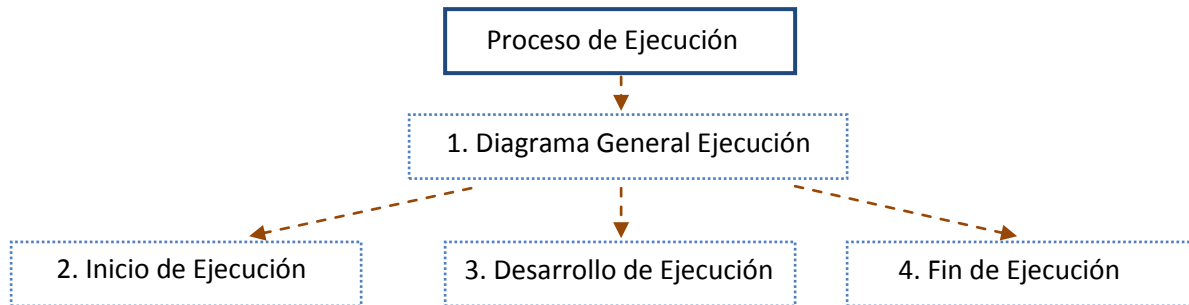 Proceso de Ejecución
1. Diagrama General Ejecución
2. Inicio de Ejecución
3. Desarrollo de Ejecución
4. Fin de Ejecución